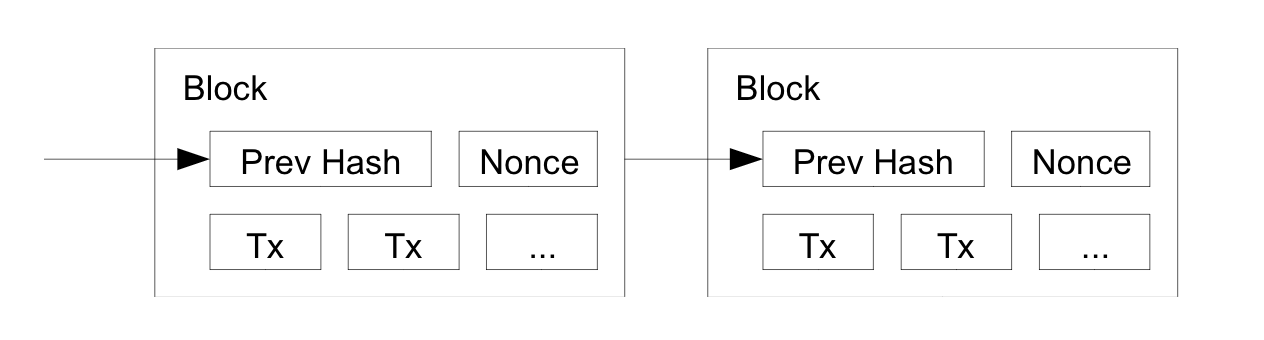 Block
Prev Hash
Nonce
Tx
Tx
...
Block
Prev Hash
Nonce
Tx
Tx
...